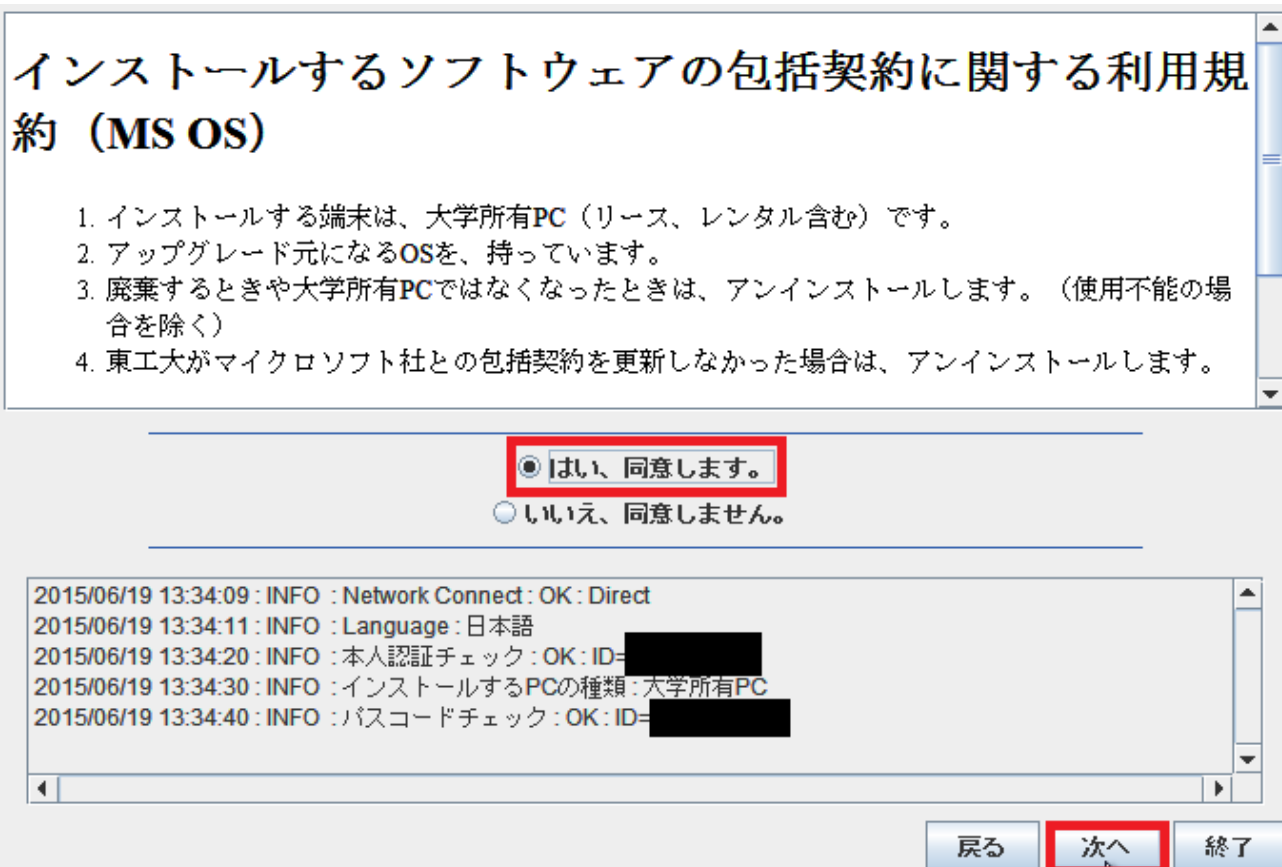 インストールするソフトウェアの包括契約に関する利用規
約（MS OS）
1. インストールする端末は、大学所有PC（リース、レンタル含む）です。
2. アップグレード元になるOSを、持っています。
3. 廃棄するときや大学所有PCではなくなったときは、アンインストールします。（使用不能の場
合を除く）
4. 東工大がマイクロソフト社との包括契約を更新しなかった場合は、アンインストールします。
はい、同意します。
いいえ、同意しません。
2015/06/19 13:34:09 : INFO : Network Connect : OK : Direct
2015/06/19 13:34:11 : INFO : Language : 日本語
2015/06/19 13:34:20 : INFO : 本人認証チェック : OK : ID=
2015/06/19 13:34:30 : INFO : インストールするPCの種類 : 大学所有PC
2015/06/19 13:34:40 : INFO : パスコードチェック : OK : ID=
戻る 次へ 終了